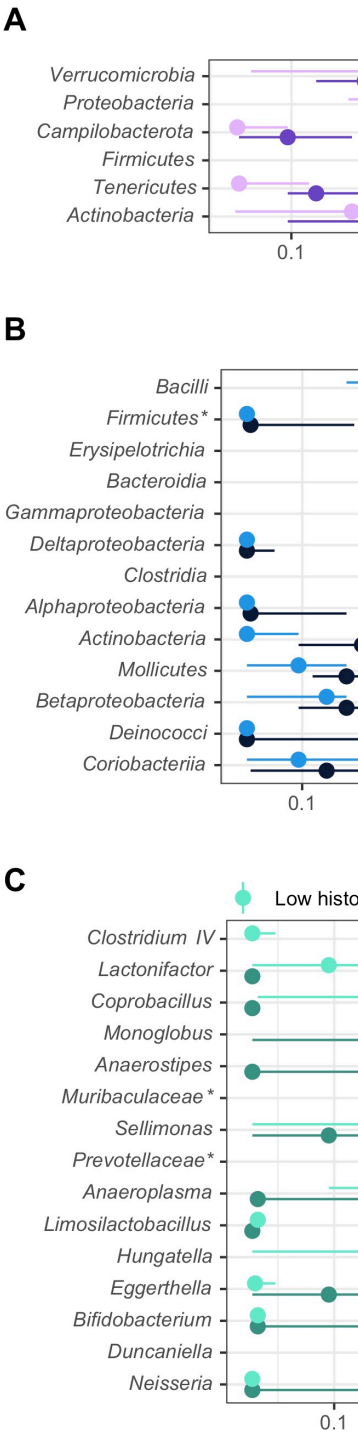 A
Verrucomicrobia
Proteobacteria
Campilobacterota
Firmicutes
Tenericutes
Actinobacteria
0.1
B
Bacilli
Firmicutes*
Erysipelotrichia
Bacteroidia
Gammaproteobacteria
Deltaproteobacteria
Clostridia
Alphaproteobacteria
Actinobacteria
Mollicutes
Betaproteobacteria
Deinococci
Coriobacteriia
0.1
C
Low histo
Clostridium IV
Lactonifactor
Coprobacillus
Monoglobus
Anaerostipes
Muribaculaceae*
Sellimonas
Prevotellaceae*
Anaeroplasma
Limosilactobacillus
Hungatella
Eggerthella
Bifidobacterium
Duncaniella
Neisseria
0.1